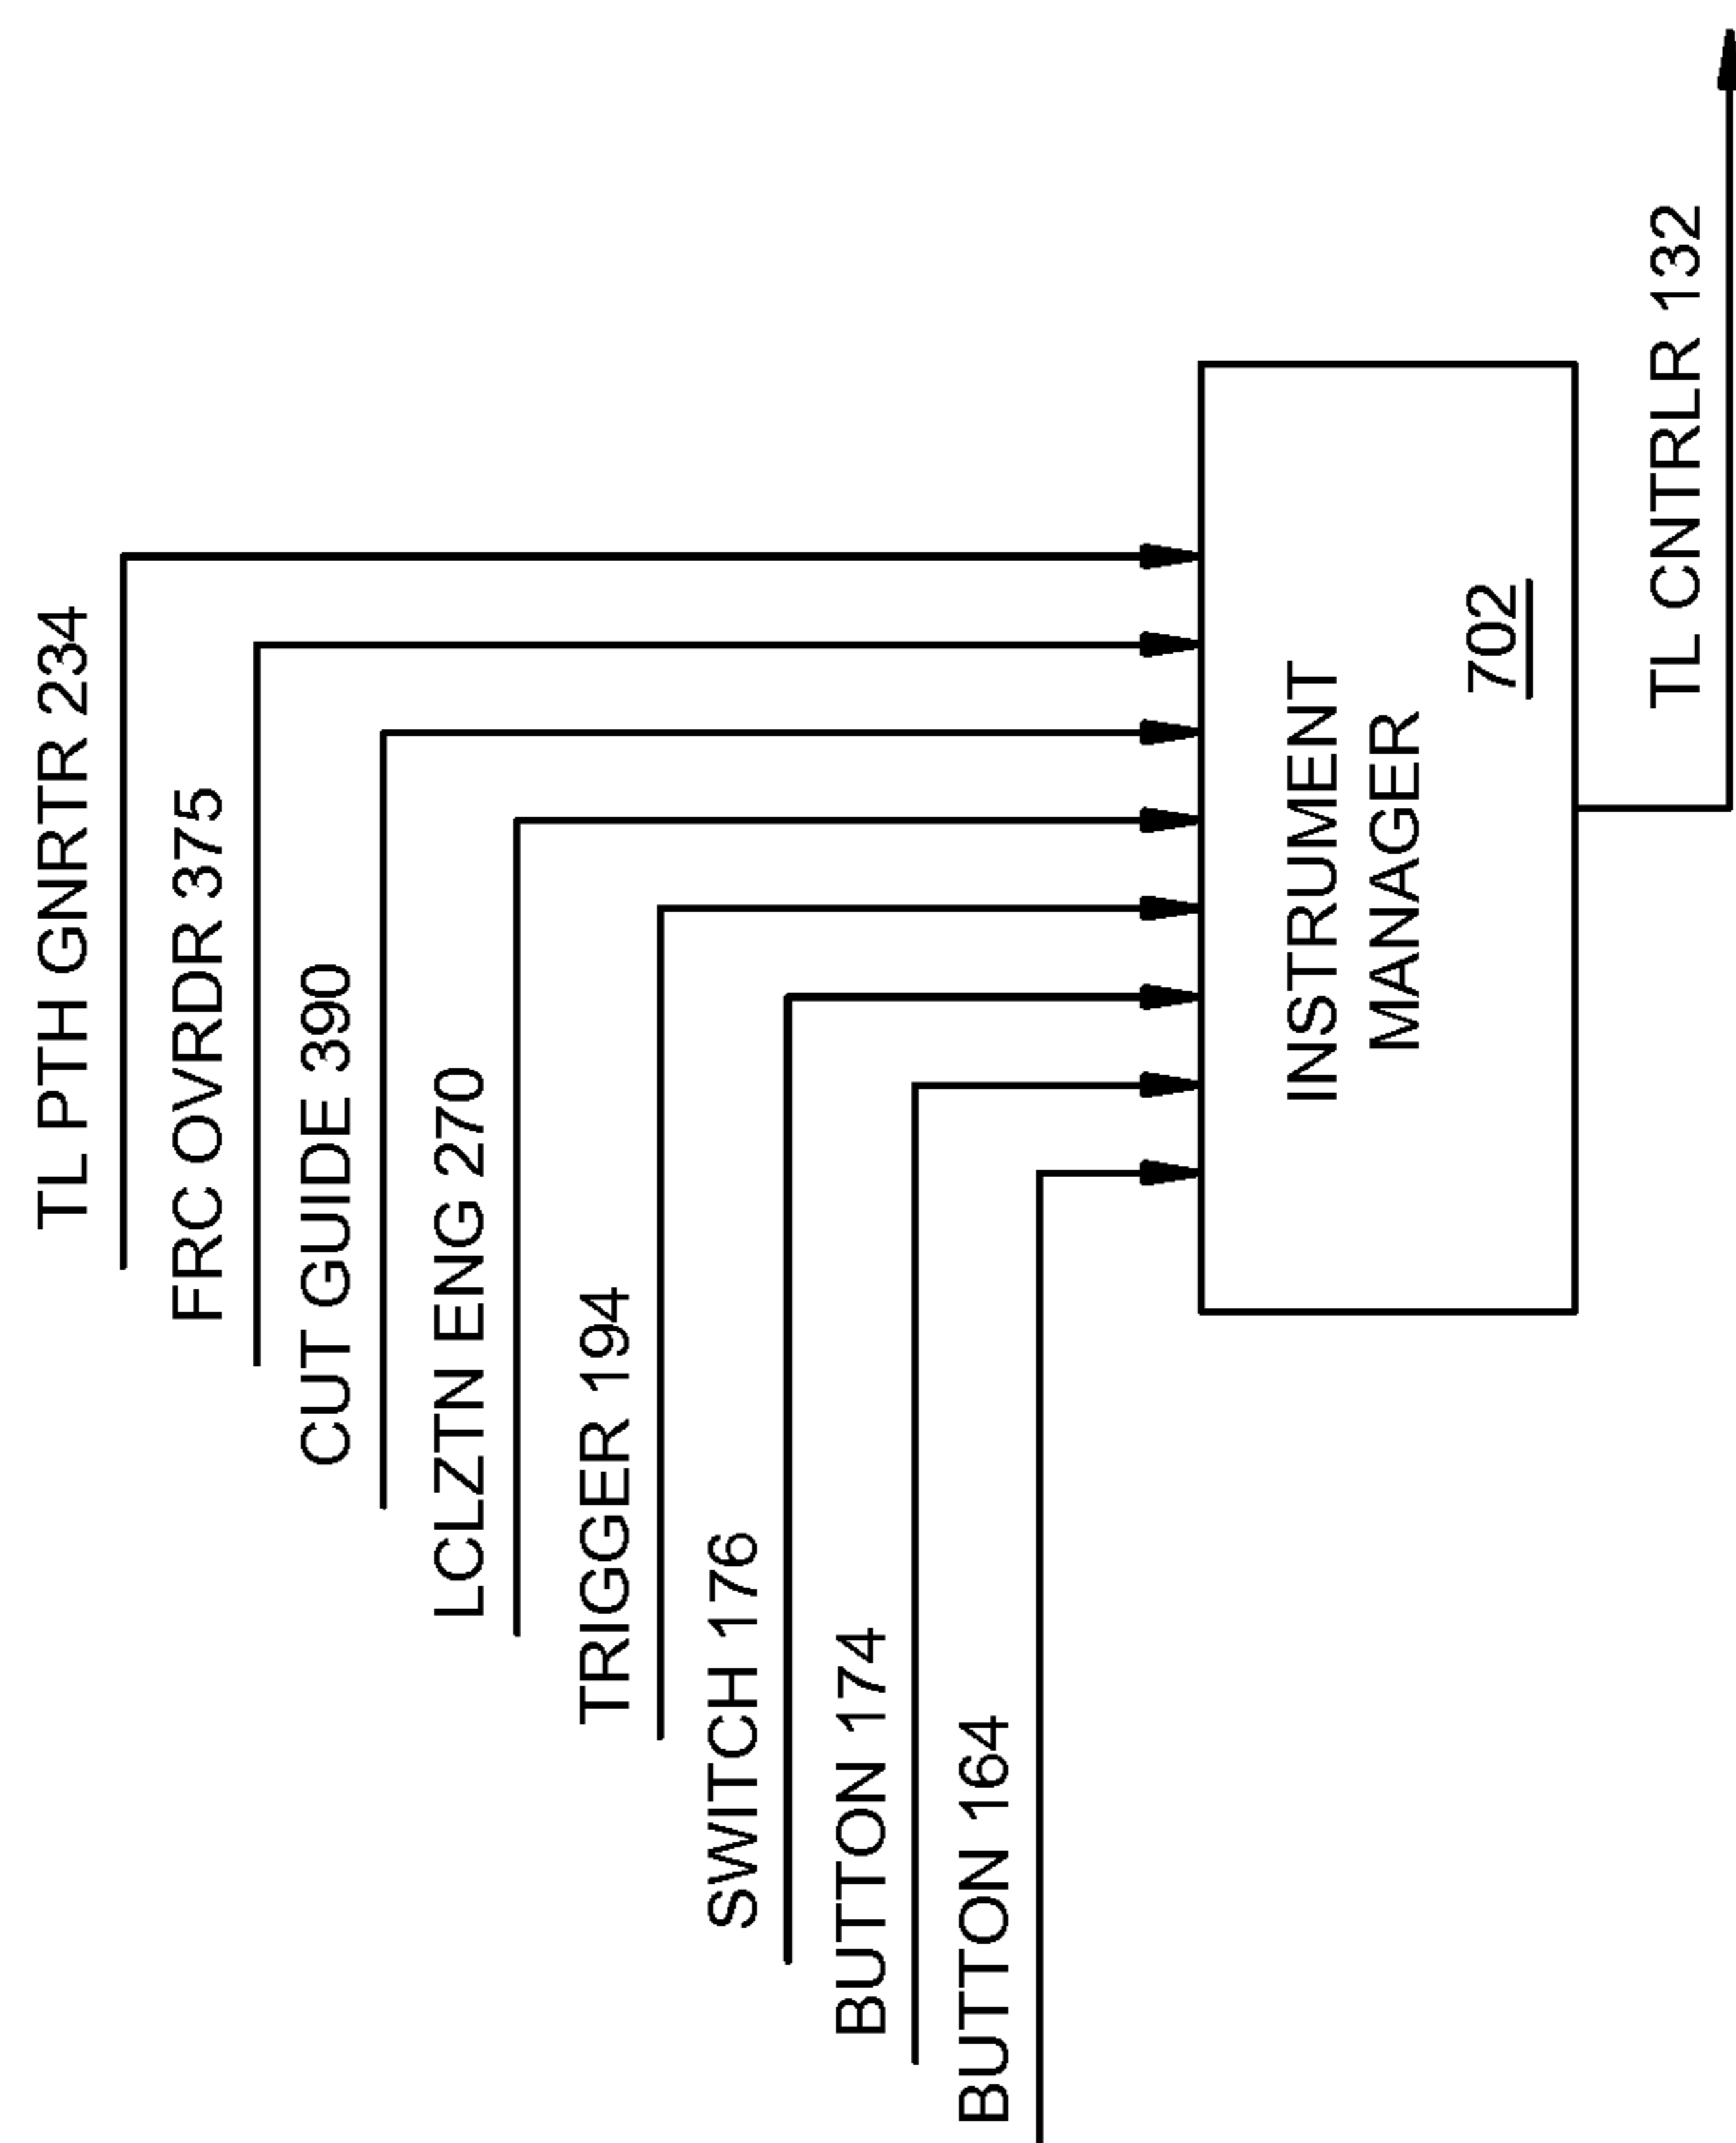 TL PTH GNRTR 234
FRC OVRDR 375
CUT GUIDE 390
LCLZTN ENG 270
TRIGGER 194
SWITCH 176
BUTTON 174
BUTTON 164
INSTRUMENT
MANAGER
702
TL CNTRLR 132